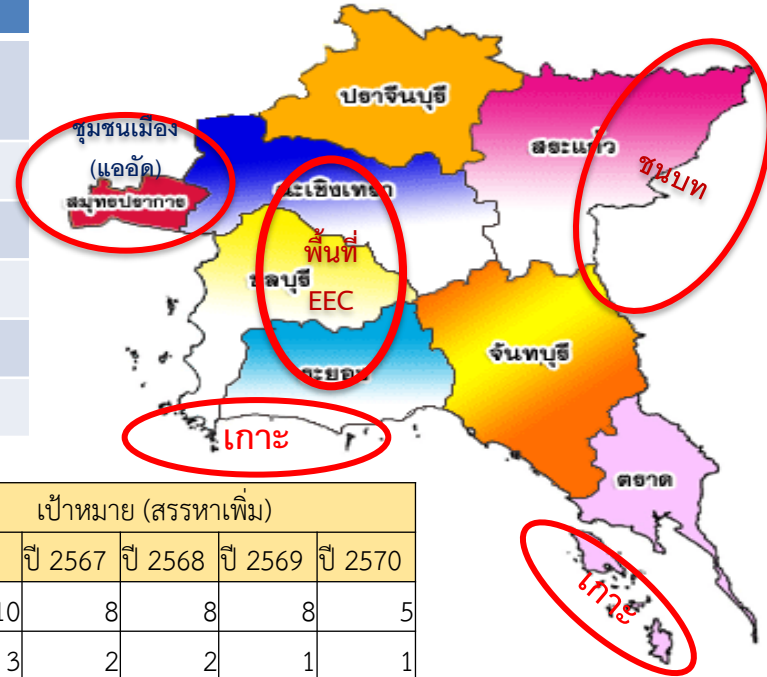 ปราจีนบุรี
ชุมชนเมือง
(แออัด)
สระแก้ว
ชนบท
สมุทรปราการ
ฉะเชิงเทรา
พื้นที่
EEC
ชลบุรี
จันทบุรี
ระยอง
เกาะ
ตราด
เกาะ
เป้าหมาย (สรรหาเพิ่ม)
ปี 2567 ปี 2568 ปี 2569 ปี 2570
10 8 8 8 5
3 2 2 1 1